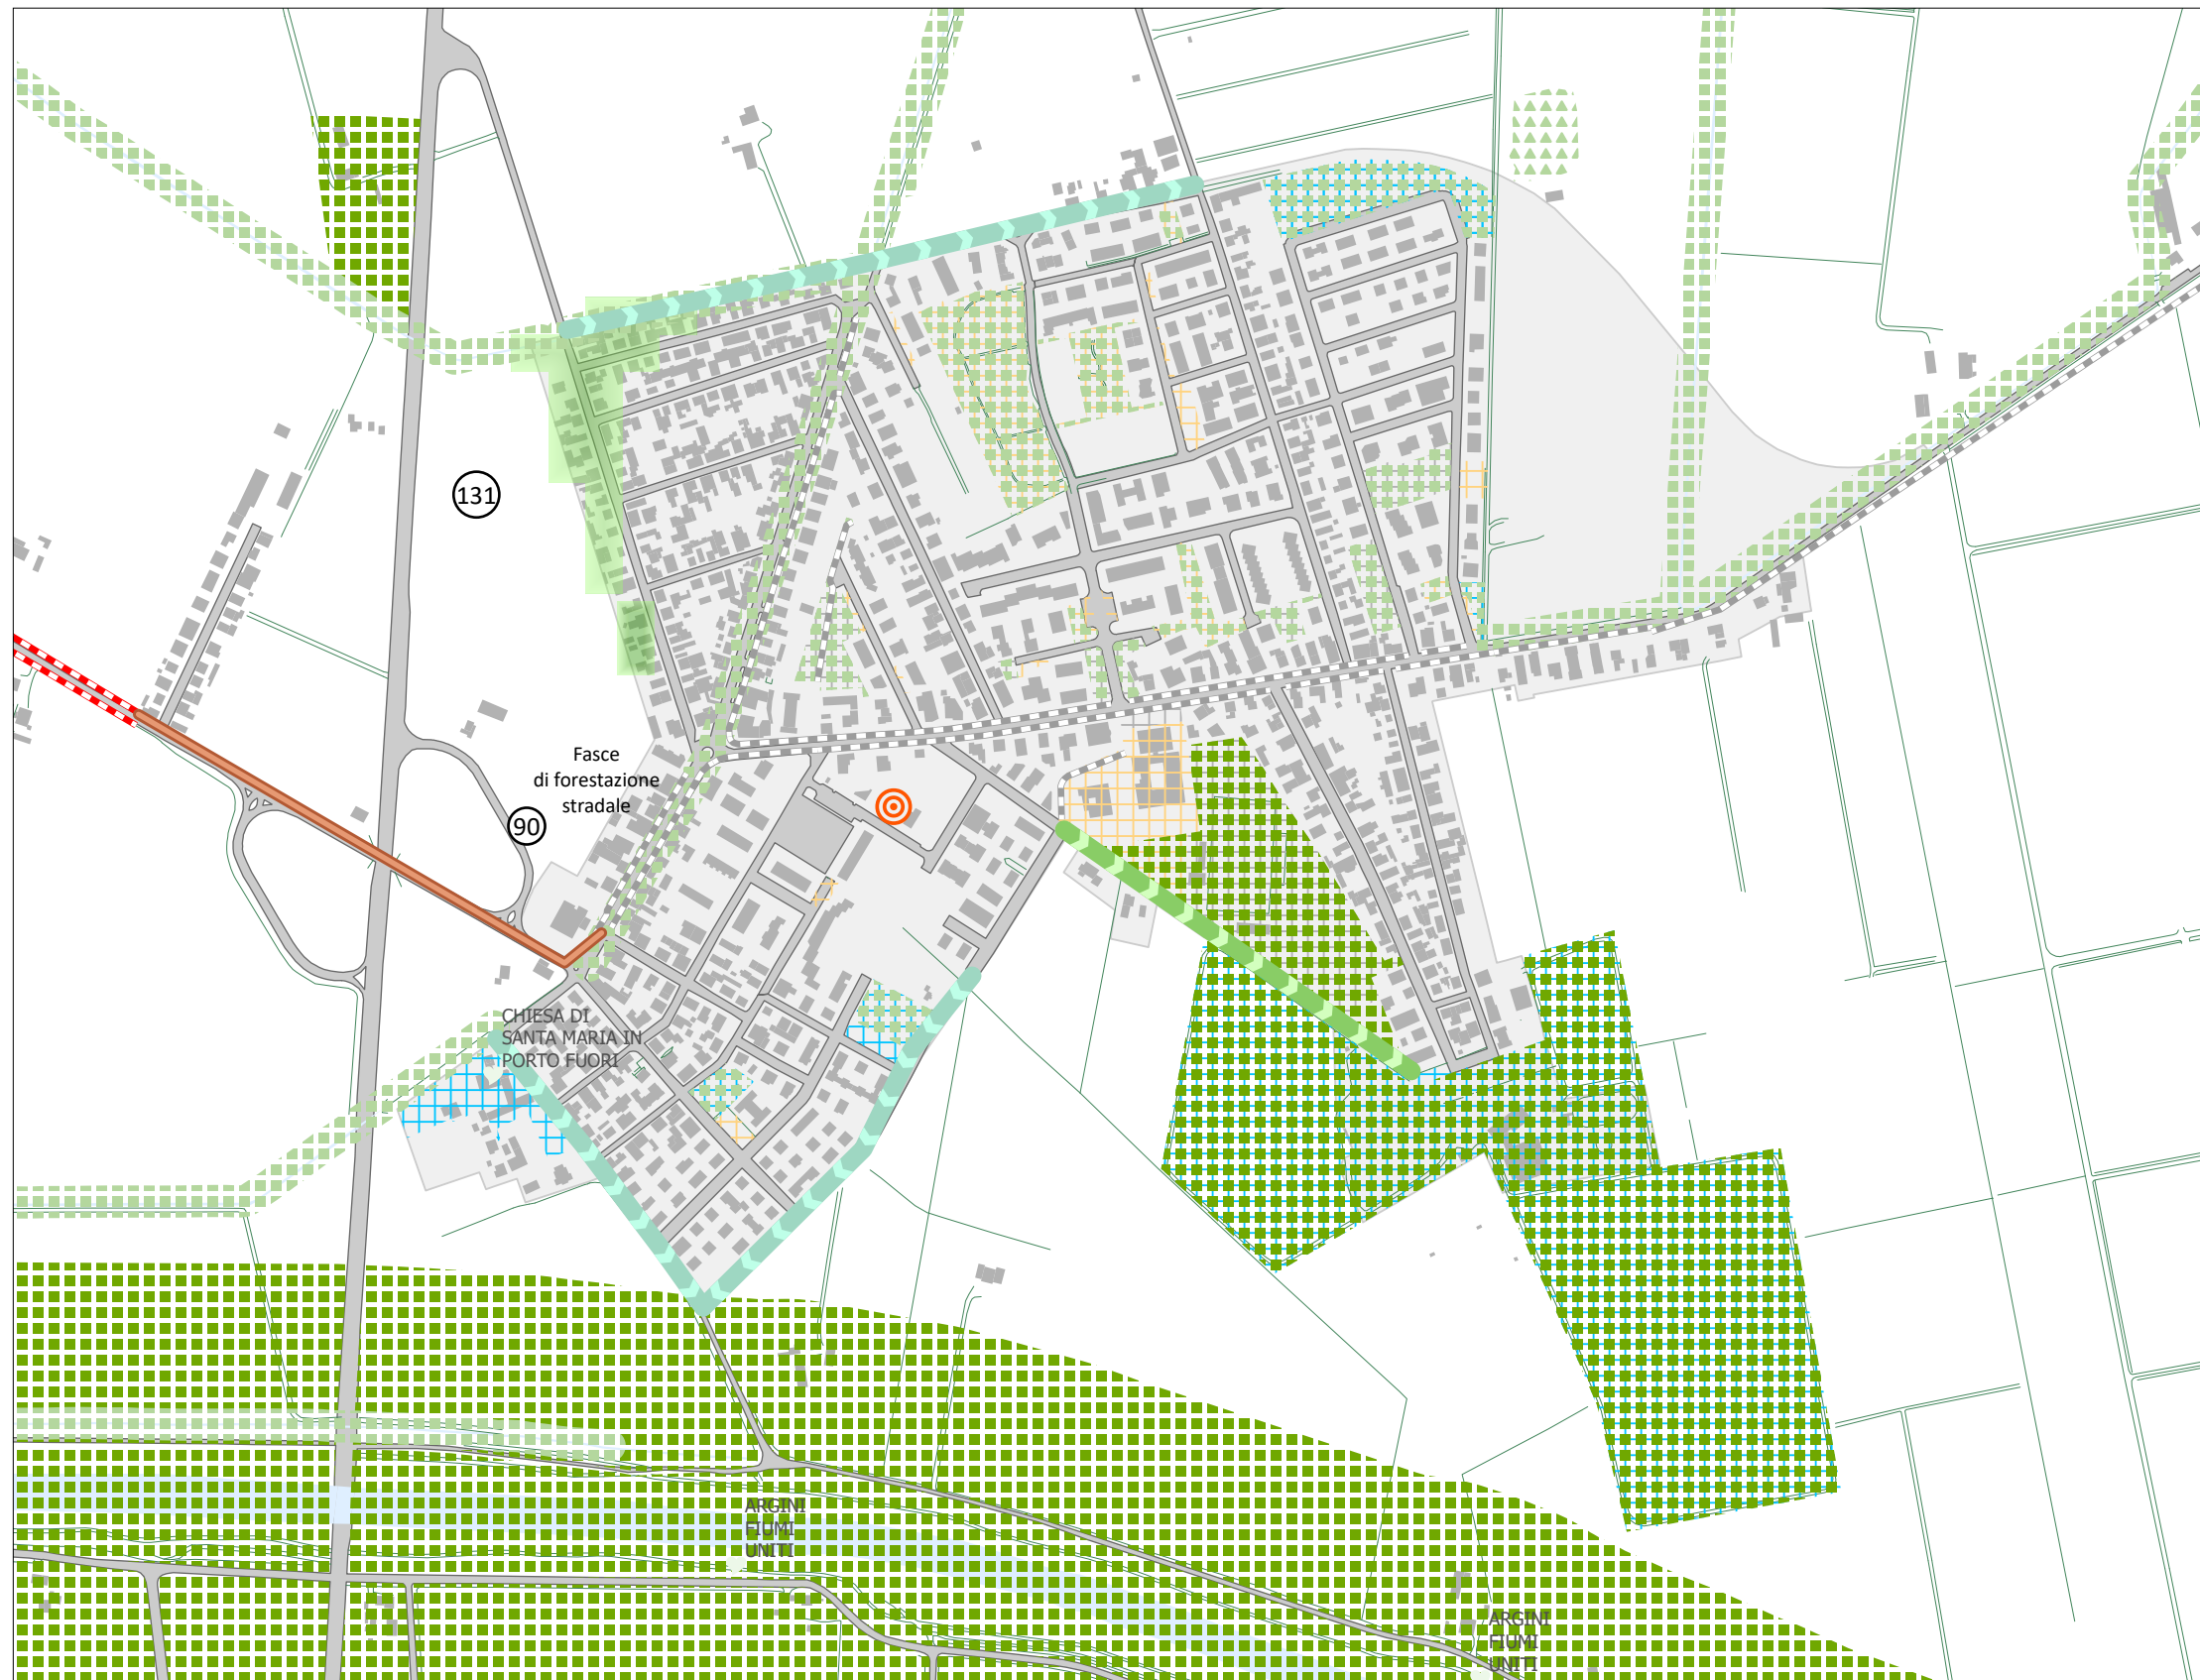 131
Fasce
di forestazione
stradale
90
CHIESA DI
SANTA MARIA IN
PORTO FUORI
ARGINI
FIUMI
UNITI
ARGINI
FIUMI
UNITI